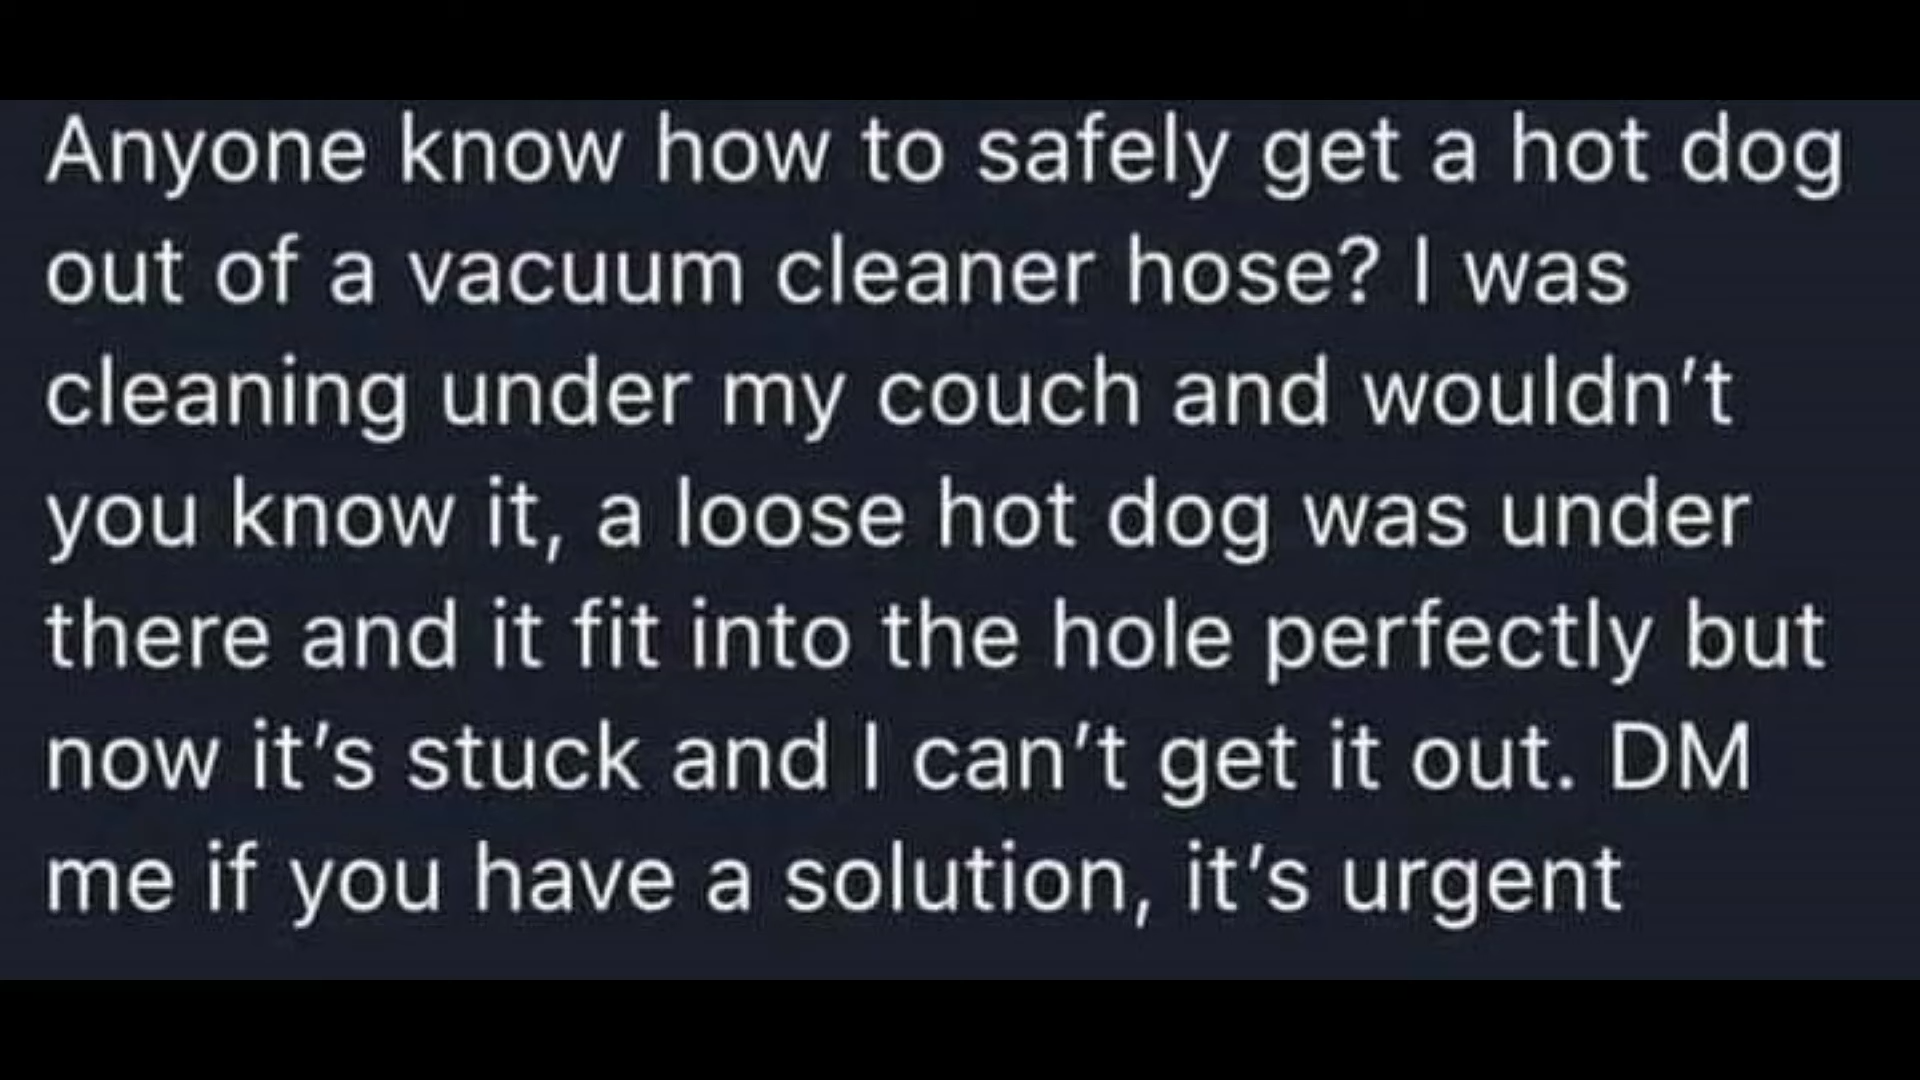 Anyone know how to safely get a hot dog
out of a vacuum cleaner hose? I was
cleaning under my couch and wouldn’t
you know it, a loose hot dog was under
there and it fit into the hole perfectly but
now it’s stuck and I can’t get it out. DM
me if you have a solution, it’s urgent